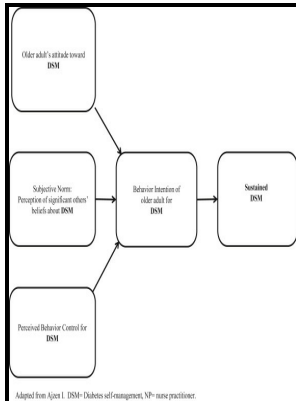 Older adult's attitude toward
DSM
Subjective Norm:
Perception of significant others'
beliefs about DSM
Behavior Intention of
older adult for
DSM
Sustained
DSM
Perceived Behavior Control for
DSM
Adapted from Ajzen I. DSM= Diabetes self-management, NP= nurse practitioner.